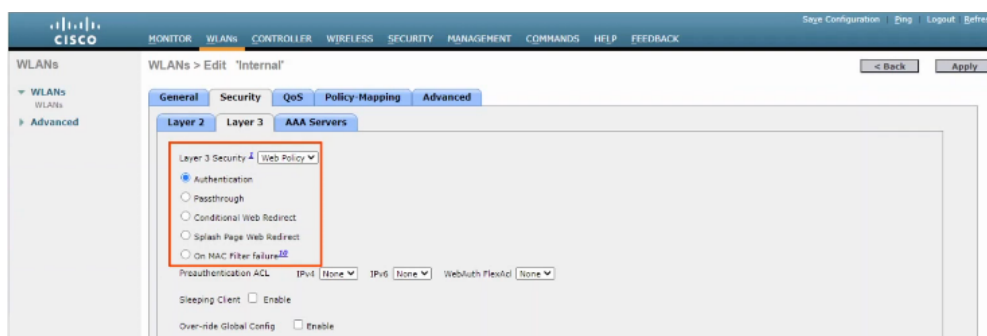 Save Configuration Ping Logout Refre
CISCO
MONITOR WLANs CONTROLLER WIRELESS SECURITY MANAGEMENT COMMANDS HELP FEEDBACK
WLANs
WLANs > Edit 'Internal'
< Back Apply
WLANs
WLANs
Advanced
General Security QoS Policy-Mapping Advanced
Layer 2 Layer 3 AAA Servers
Layer 3 Security 1 Web Policy
Authentication
Passthrough
Conditional Web Redirect
Splash Page Web Redirect
On MAC Filter failure10
Preauthentication ACL IPv4 None IPv6 None WebAuth FlexAcl None
Sleeping Client Enable
Over-ride Global Config Enable